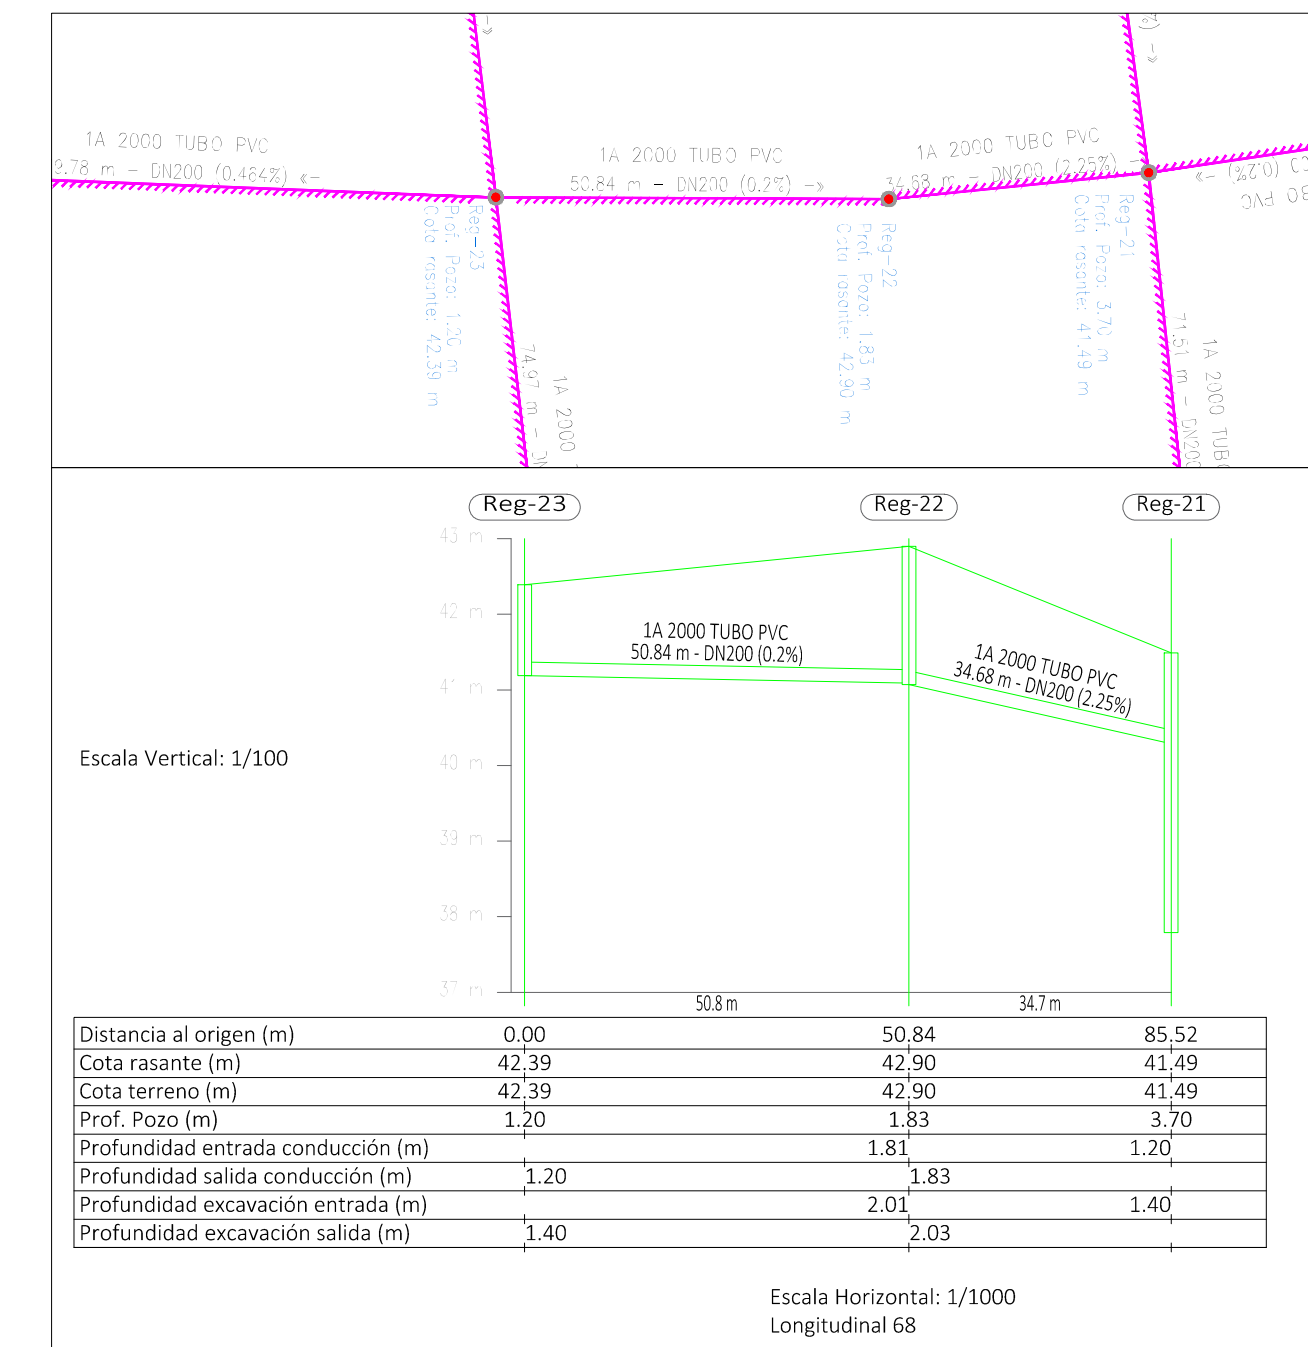 1A 2000 TUBO PVC
9.78 m - DN200 (0.464%) «-
1A 2000 TUBO PVC
50.84 m - DN200 (0.2%) -»
1A 2000 TUBO PVC
34.68 m - DN200 (2.25%) -»
(0.2%) -»
PVC
Reg-23
Prof. Pozo: 1.20 m
Cota rasante: 42.39 m
Reg-22
Prof. Pozo: 1.83 m
Cota rasante: 42.90 m
Reg-21
Prof. Pozo: 3.70 m
Cota rasante: 41.49 m
1A 2000
74.97 m - DN
1A 2000 TUBO
71.51 m - DN200
Reg-23
Reg-22
Reg-21
43 m
42 m
41 m
40 m
39 m
38 m
37 m
1A 2000 TUBO PVC
50.84 m - DN200 (0.2%)
1A 2000 TUBO PVC
34.68 m - DN200 (2.25%)
Escala Vertical: 1/100
50.8 m
34.7 m
Distancia al origen (m) 0.00 50.84 85.52
Cota rasante (m) 42.39 42.90 41.49
Cota terreno (m) 42.39 42.90 41.49
Prof. Pozo (m) 1.20 1.83 3.70
Profundidad entrada conducción (m) 1.81 1.20
Profundidad salida conducción (m) 1.20 1.83
Profundidad excavación entrada (m) 2.01 1.40
Profundidad excavación salida (m) 1.40 2.03
Escala Horizontal: 1/1000
Longitudinal 68